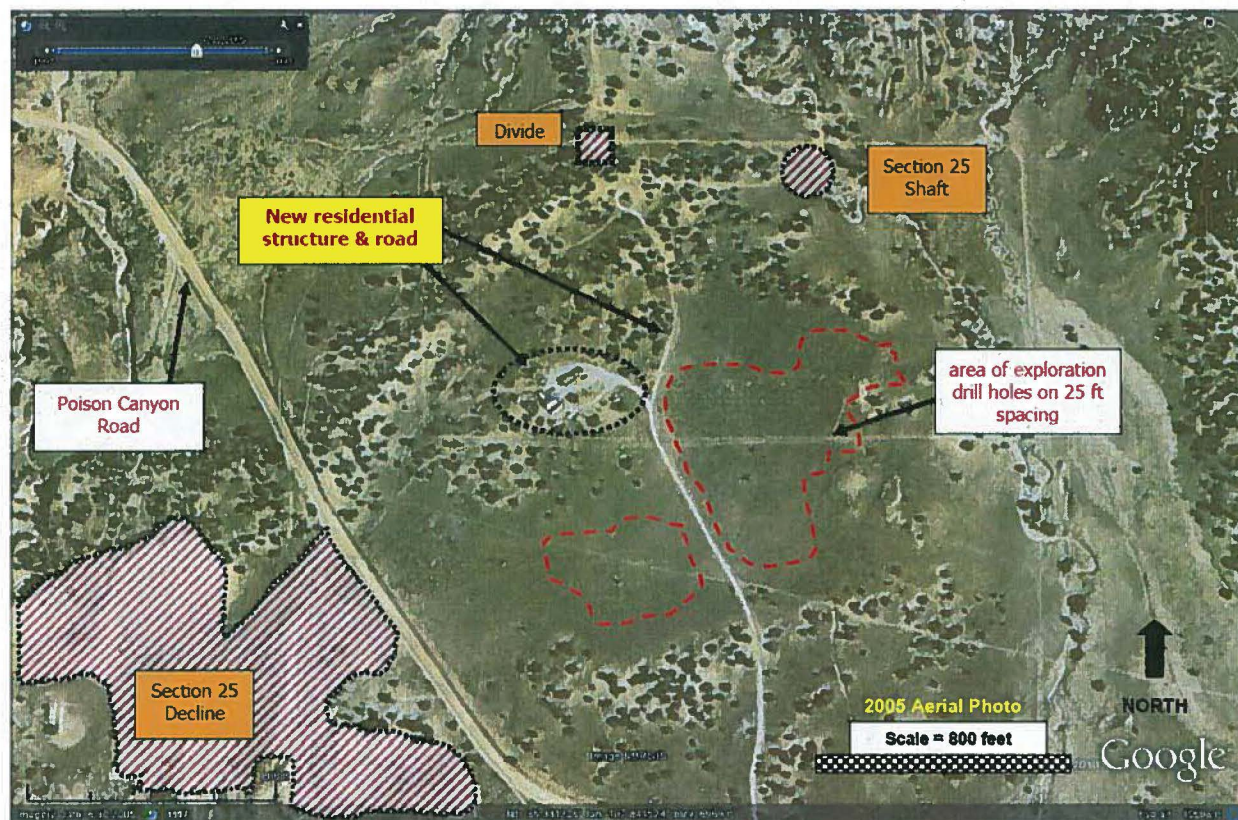 Divide
Section 25
Shaft
New residential
structure & road
Poison Canyon
Road
area of exploration
drill holes on 25 ft
spacing
Section 25
Decline
2005 Aerial Photo
Scale = 800 feet
NORTH
Google